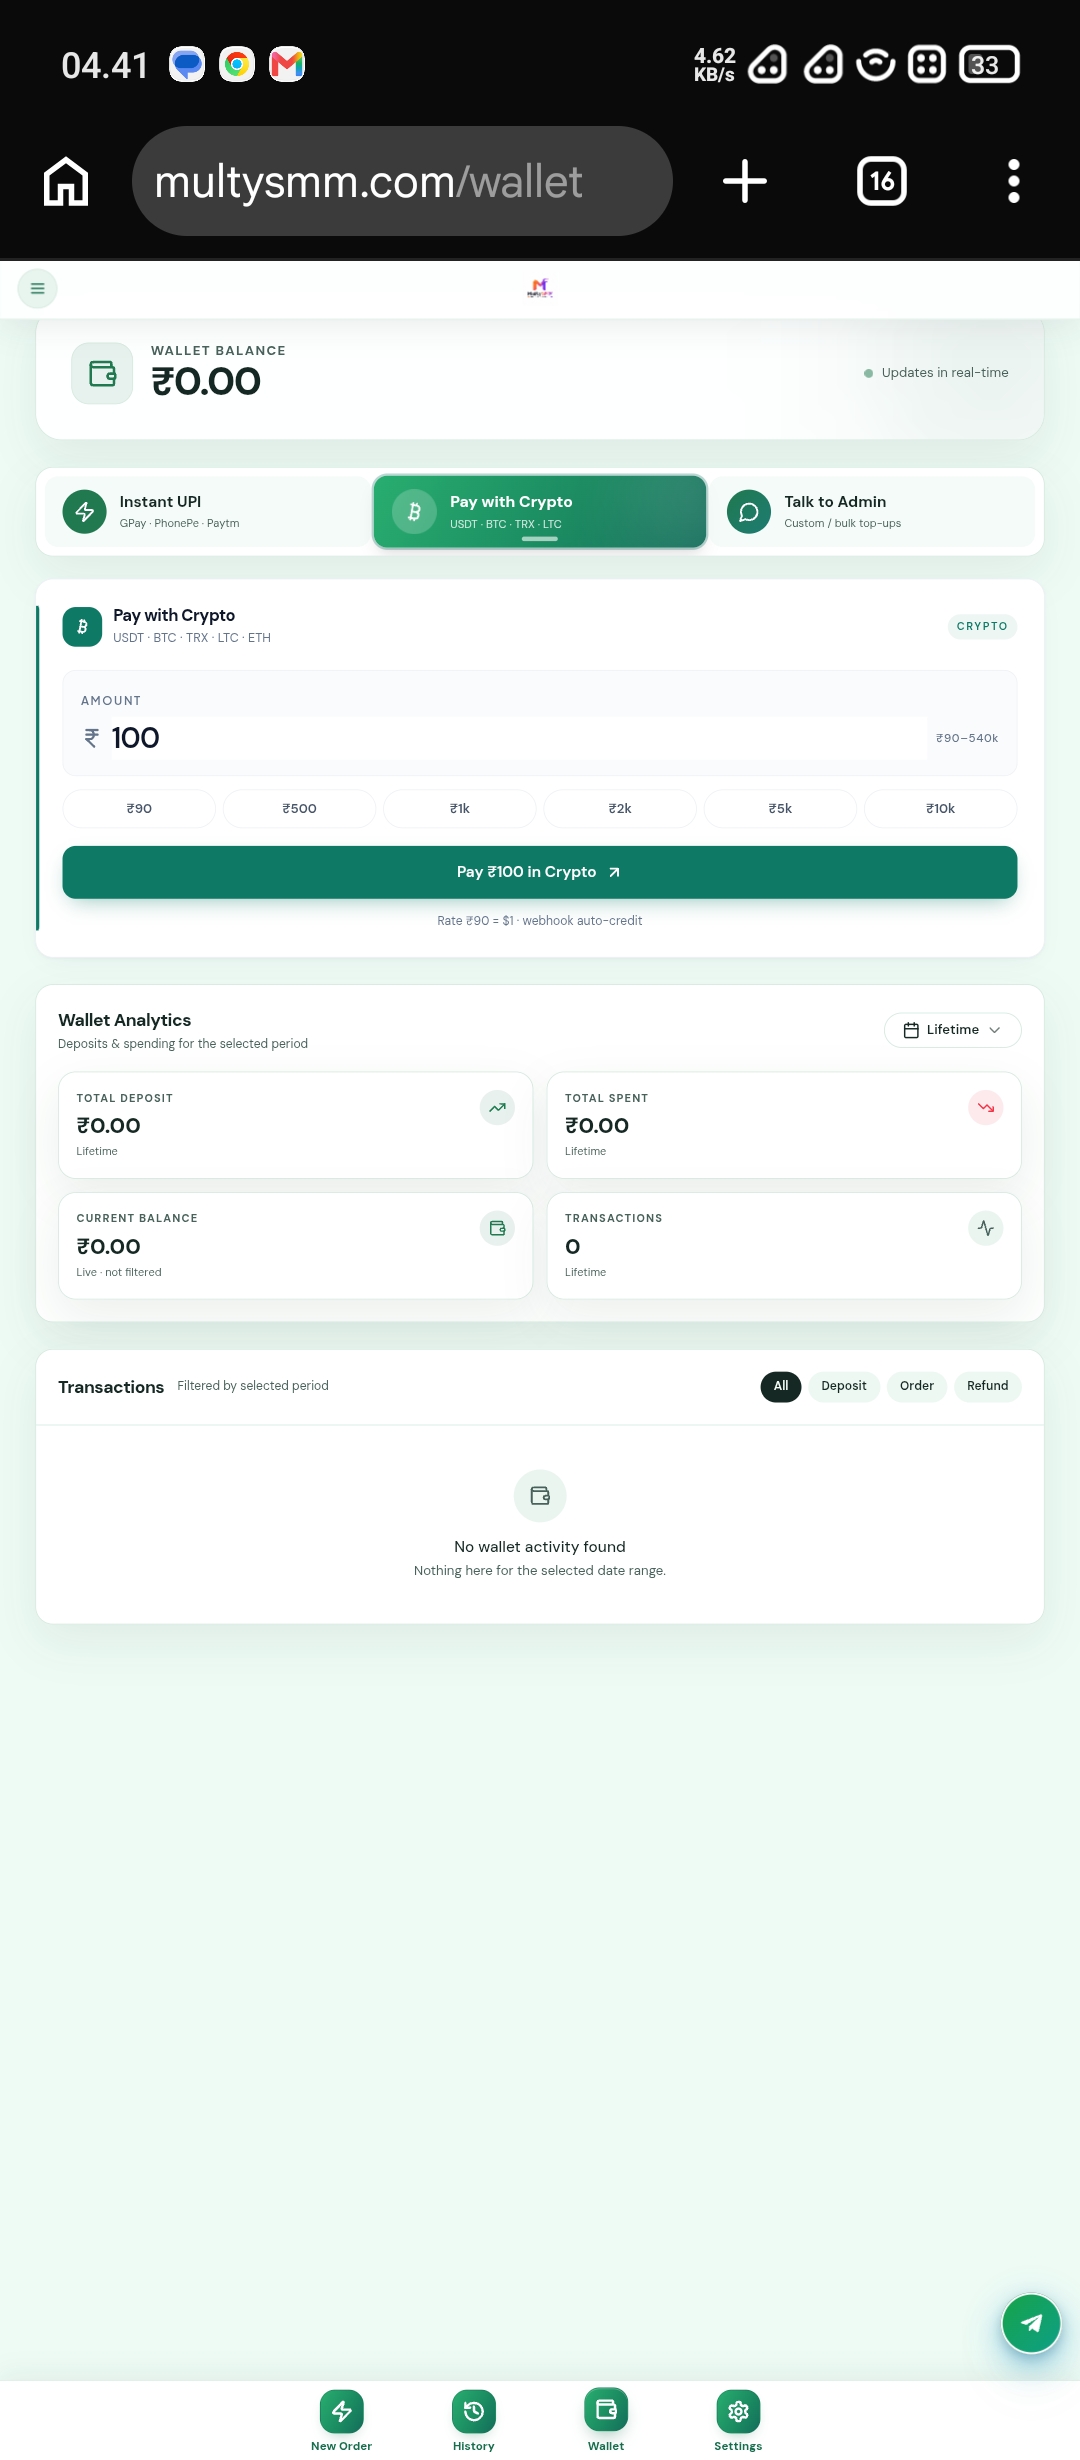 04.41
4.62
KB/s
33
multysmm.com/wallet
16
WALLET BALANCE
₹0.00
Updates in real-time
Instant UPI
GPay · PhonePe · Paytm
Pay with Crypto
USDT · BTC · TRX · LTC
Talk to Admin
Custom / bulk top-ups
Pay with Crypto
USDT · BTC · TRX · LTC · ETH
CRYPTO
AMOUNT
₹ 100
₹90–540k
₹90
₹500
₹1k
₹2k
₹5k
₹10k
Pay ₹100 in Crypto
Rate ₹90 = $1 · webhook auto-credit
Wallet Analytics
Deposits & spending for the selected period
Lifetime
TOTAL DEPOSIT
₹0.00
Lifetime
TOTAL SPENT
₹0.00
Lifetime
CURRENT BALANCE
₹0.00
Live · not filtered
TRANSACTIONS
0
Lifetime
Transactions
Filtered by selected period
All
Deposit
Order
Refund
No wallet activity found
Nothing here for the selected date range.
New Order
History
Wallet
Settings